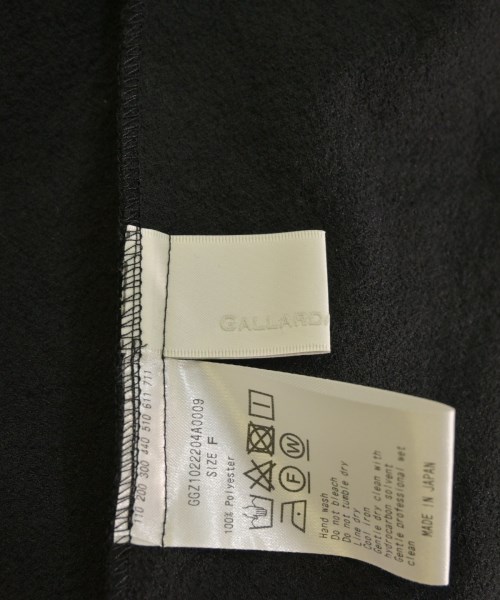 GALLARD
110 200 300 440 510 611 711
GGZ1022204A0009
SIZE F
100% Polyester
F W
Hand wash
Do not bleach
Do not tumble dry
Line dry
Cool iron
Gentle dry clean with
hydrocarbon solvent
Gentle professional wet
clean
MADE IN JAPAN